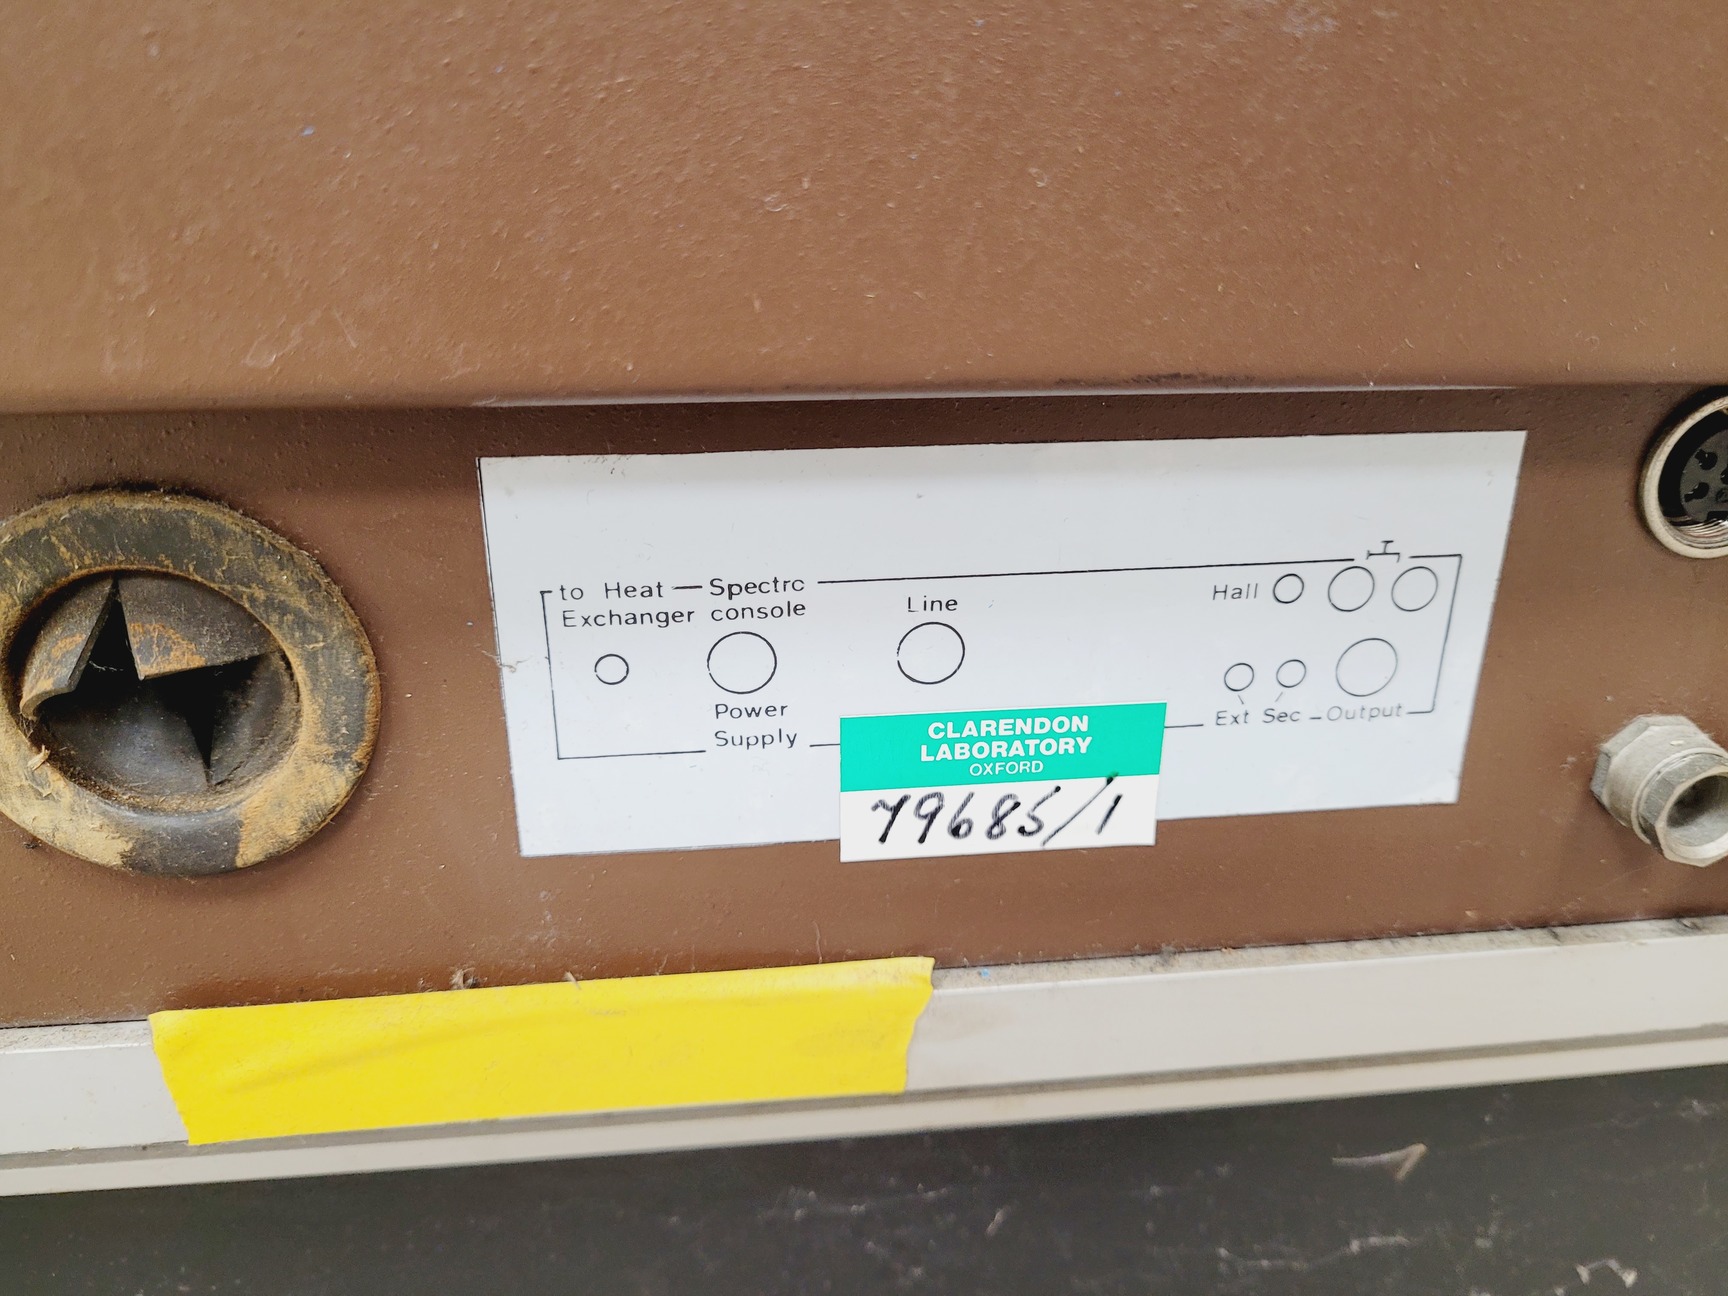 to Heat — Spectro
Exchanger console
Line
Hall
Power
Supply
Ext Sec – Output
CLARENDON
LABORATORY
OXFORD
79685/1